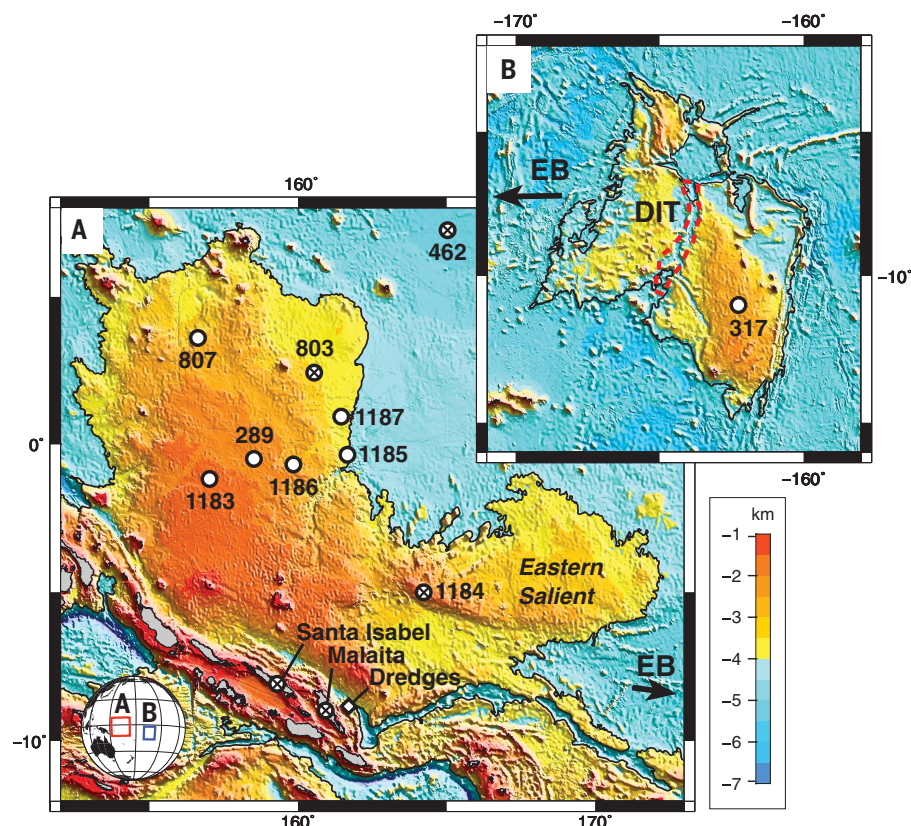 −170°
−160°
B
EB
DIT
−10°
317
−160°
160°
A
462
807
803
1187
289
1185
0°
1183
1186
1184
Eastern
Salient
Santa Isabel
Malaita
Dredges
EB
A
B
−10°
160°
170°
km
−1
−2
−3
−4
−5
−6
−7